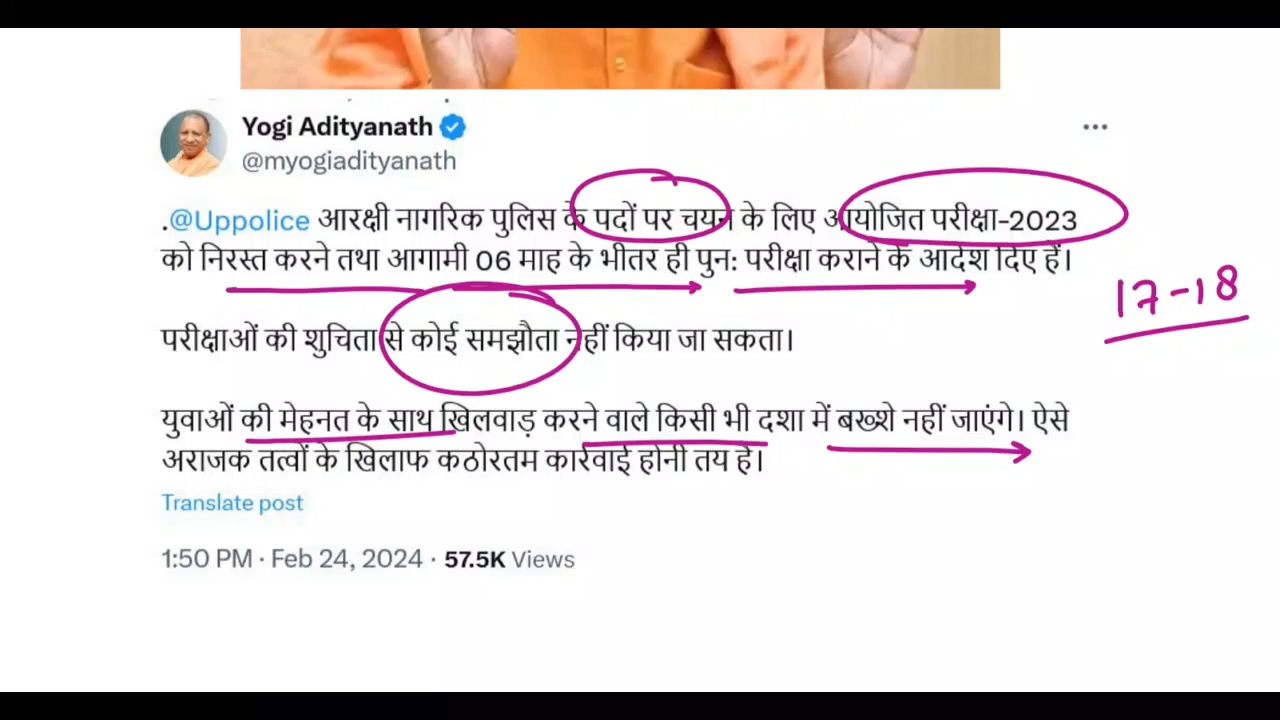 Yogi Adityanath
@myogiadityanath
.@Uppolice आरक्षी नागरिक पुलिस के पदों पर चयन के लिए आयोजित परीक्षा-2023
को निरस्त करने तथा आगामी 06 माह के भीतर ही पुन: परीक्षा कराने के आदेश दिए हैं।
17-18
परीक्षाओं की शुचिता से कोई समझौता नहीं किया जा सकता।
युवाओं की मेहनत के साथ खिलवाड़ करने वाले किसी भी दशा में बख्शे नहीं जाएंगे। ऐसे
अराजक तत्वों के खिलाफ कठोरतम कार्रवाई होनी तय है।
Translate post
1:50 PM · Feb 24, 2024 · 57.5K Views